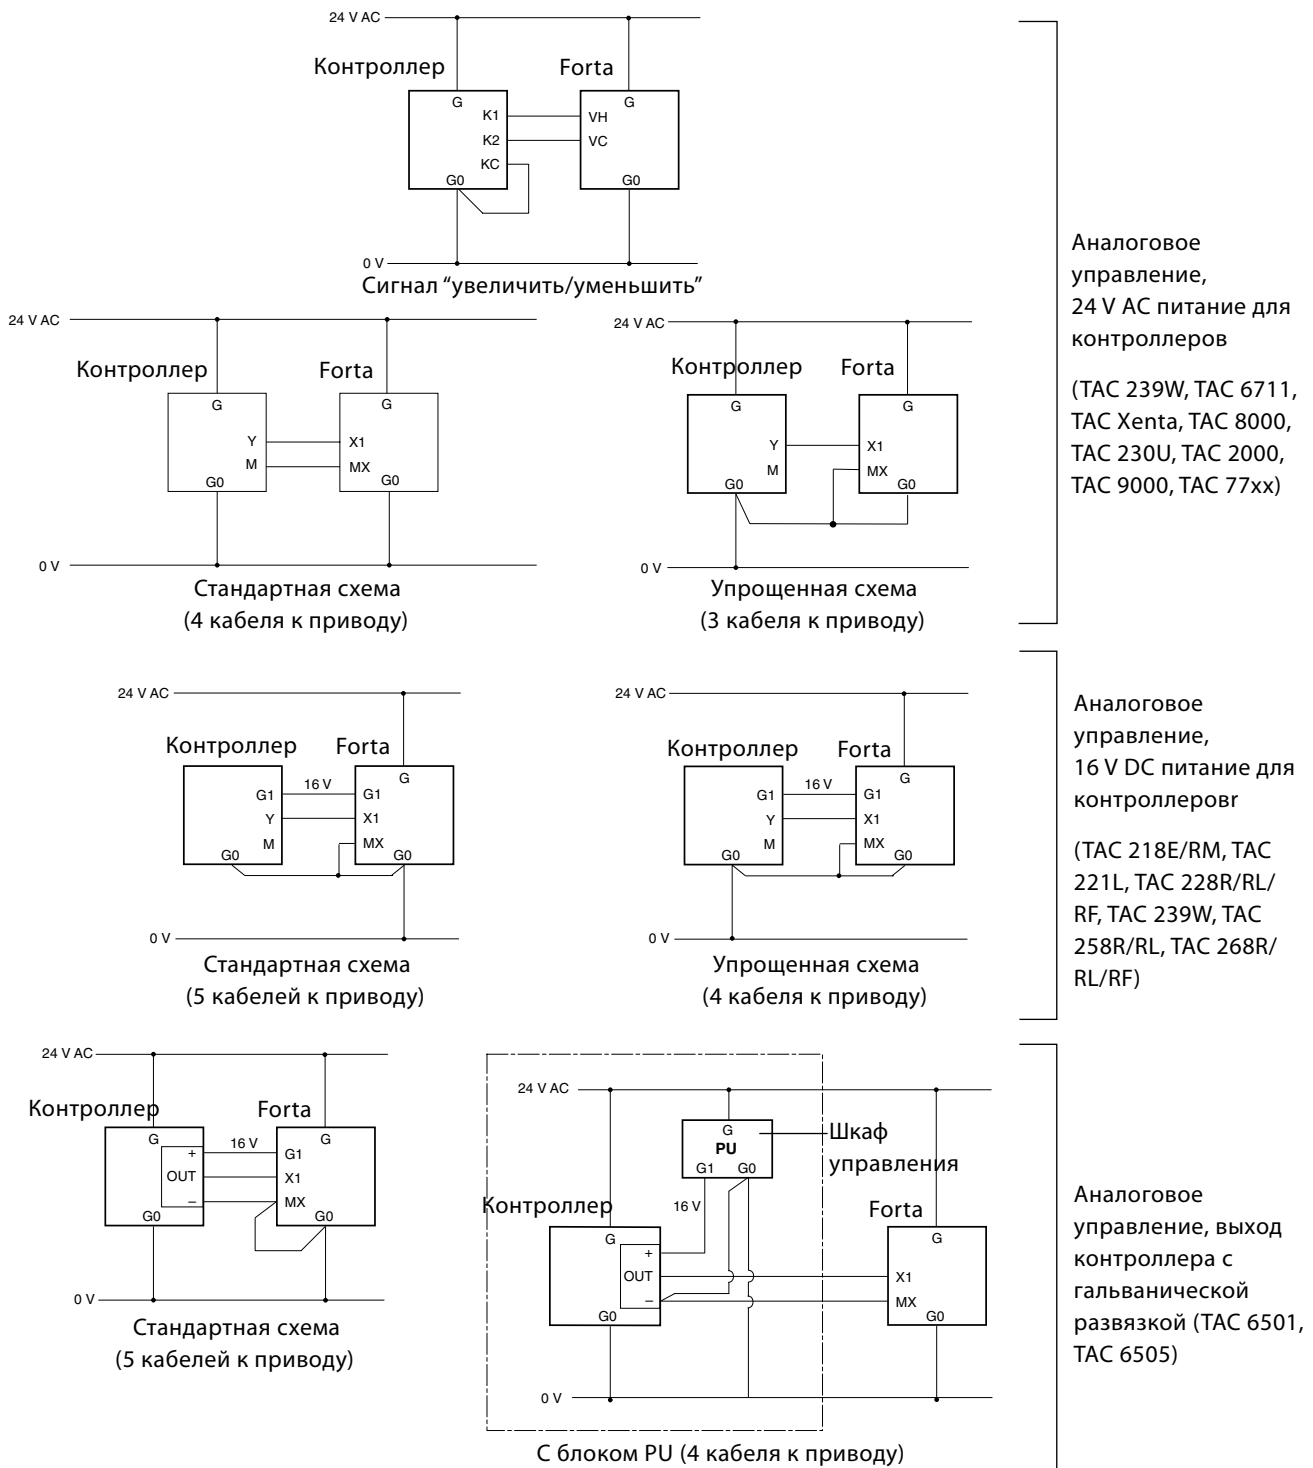 24 V AC
Контроллер
Forta
G
G
K1
VH
K2
VC
KC
G0
G0
0 V
Сигнал “увеличить/уменьшить”
24 V AC
Контроллер
Forta
G
G
Y
X1
M
MX
G0
G0
0 V
Стандартная схема
(4 кабеля к приводу)
24 V AC
Контроллер
Forta
G
G
Y
X1
M
MX
G0
G0
0 V
Упрощенная схема
(3 кабеля к приводу)
Аналоговое
управление,
24 V AC питание для
контроллеров
(TAC 239W, TAC 6711,
TAC Xenta, TAC 8000,
TAC 230U, TAC 2000,
TAC 9000, TAC 77xx)
24 V AC
Контроллер
Forta
G
G1
16 V
G1
Y
X1
M
MX
G0
G0
0 V
Стандартная схема
(5 кабелей к приводу)
24 V AC
Контроллер
Forta
G
G1
16 V
G1
Y
X1
M
MX
G0
G0
0 V
Упрощенная схема
(4 кабеля к приводу)
Аналоговое
управление,
16 V DC питание для
контроллеровr
(TAC 218E/RM, TAC
221L, TAC 228R/RL/
RF, TAC 239W, TAC
258R/RL, TAC 268R/
RL/RF)
24 V AC
Контроллер
Forta
G
G
+
16 V
G1
OUT
X1
–
MX
G0
G0
0 V
Стандартная схема
(5 кабелей к приводу)
24 V AC
G
PU
G1
G0
Шкаф
управления
Контроллер
16 V
Forta
G
G
+
OUT
X1
–
MX
G0
G0
0 V
С блоком PU (4 кабеля к приводу)
Аналоговое
управление, выход
контроллера с
гальванической
развязкой (TAC 6501,
TAC 6505)